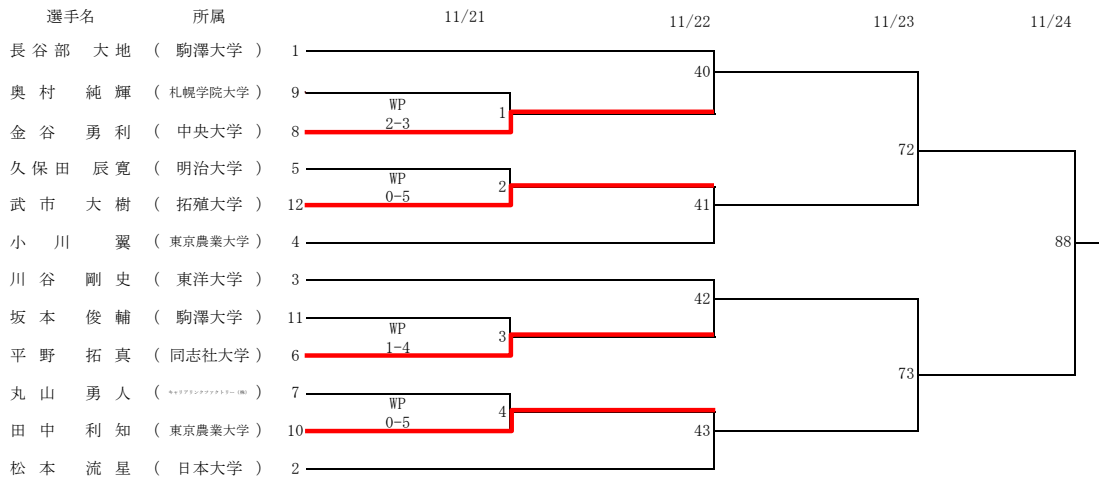 選手名 所属 11/21 11/22 11/23 11/24
長谷部 大地 ( 駒澤大学 ) 1
40
奥村 純輝 ( 札幌学院大学 ) 9
WP
1
2-3
金谷 勇利 ( 中央大学 ) 8
72
久保田 辰寛 ( 明治大学 ) 5
WP
2
0-5
武市 大樹 ( 拓殖大学 ) 12
41
小川 翼 ( 東京農業大学 ) 4
88
川谷 剛史 ( 東洋大学 ) 3
42
坂本 俊輔 ( 駒澤大学 ) 11
WP
3
1-4
平野 拓真 ( 同志社大学 ) 6
73
丸山 勇人 ( ) 7
WP
4
0-5
田中 利知 ( 東京農業大学 ) 10
43
松本 流星 ( 日本大学 ) 2